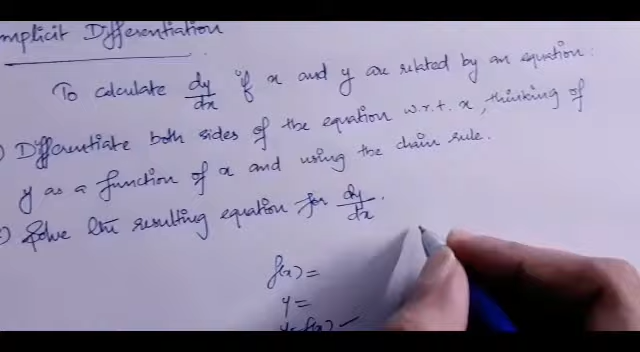 mplicit Differentiation
To calculate dy/dx if x and y are related by an equation.
) Differentiate both sides of the equation w.r.t. x, thinking of
y as a function of x and using the chain rule.
) Solve the resulting equation for dy/dx.
f(x)=
y=
y=f(x)